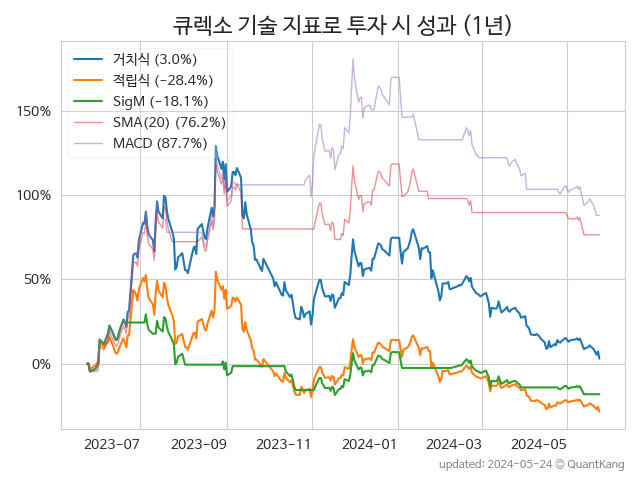 큐렉소 기술 지표로 투자 시 성과 (1년)
거치식 (3.0%)
적립식 (-28.4%)
SigM (-18.1%)
SMA(20) (76.2%)
MACD (87.7%)
150%
100%
50%
0%
2023-07 2023-09 2023-11 2024-01 2024-03 2024-05
updated: 2024-05-24 © QuantKang